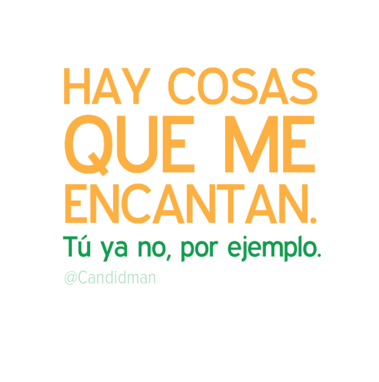 HAY COSAS
QUE ME
ENCANTAN.
Tú ya no, por ejemplo.
@Candidman